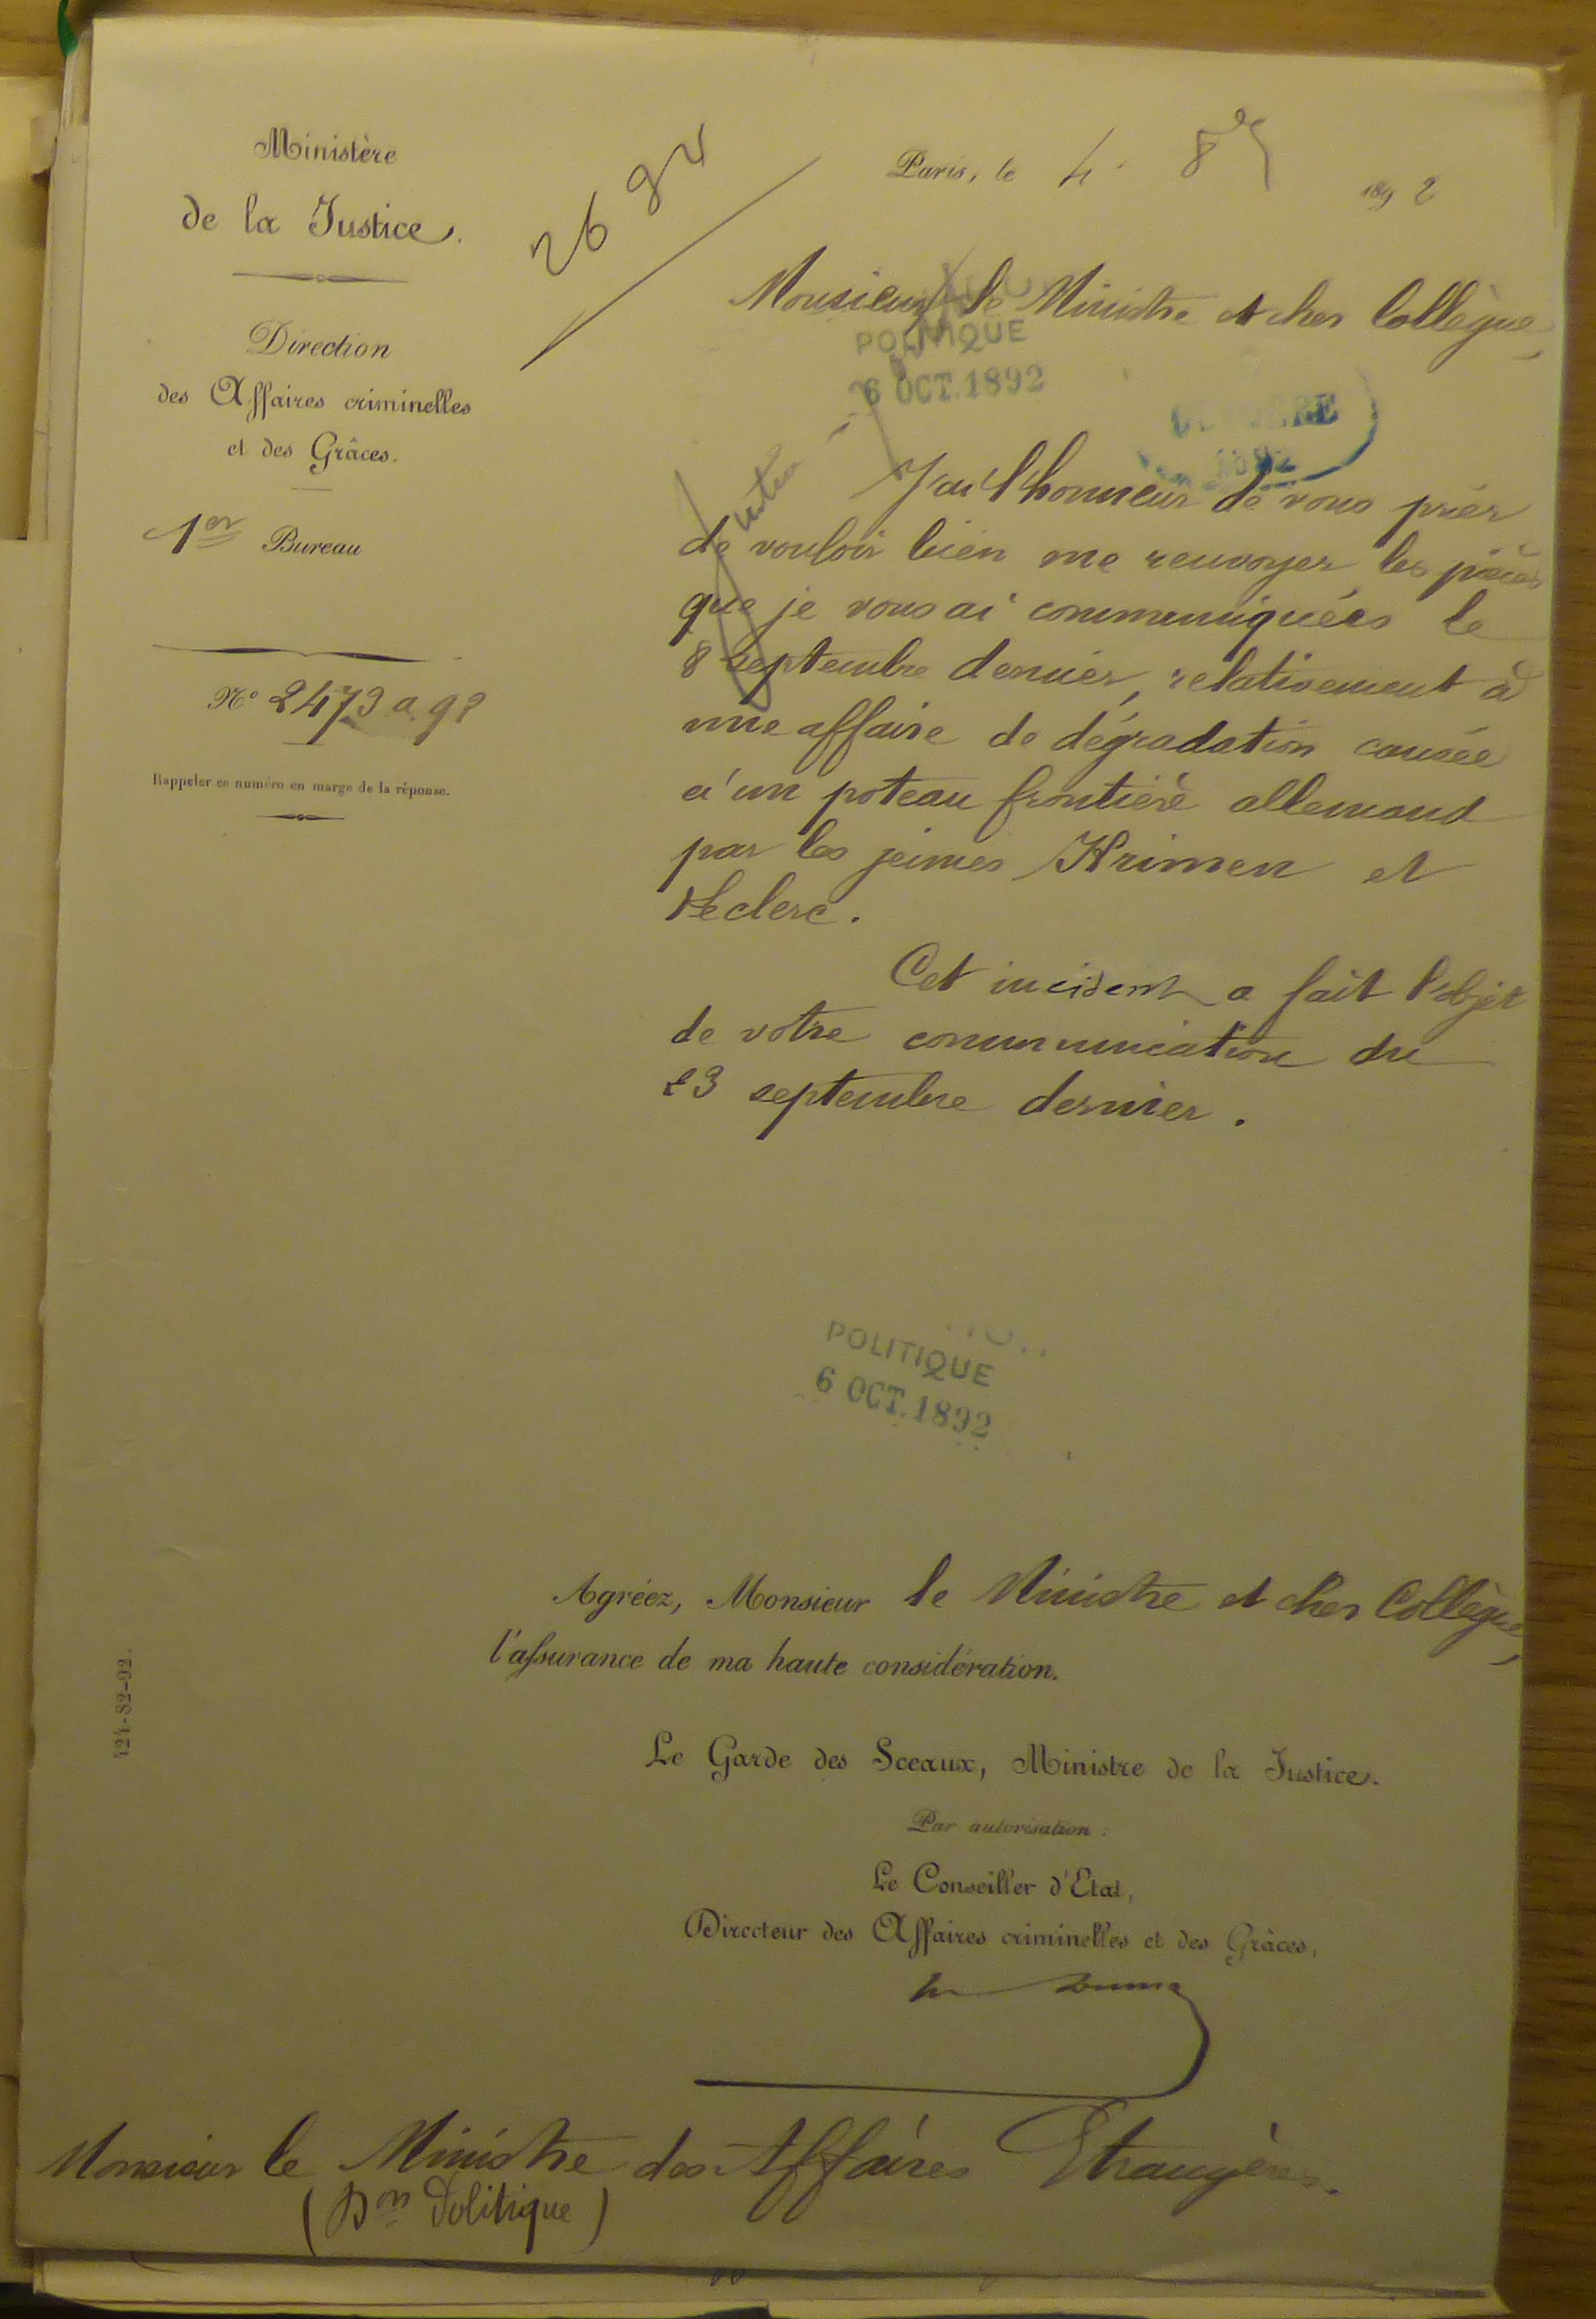 Ministère
de la Justice.
Direction
des Affaires criminelles
et des Grâces.
1er Bureau
N° 2473 a 92
Rappeler ce numéro en marge de la réponse.
Paris, le 4 8bre 1892
Monsieur le Ministre et cher Collègue,
POLITIQUE
6 OCT. 1892
J'ai l'honneur de vous prier
de vouloir bien me renvoyer les pièces
que je vous ai communiquées le
8 septembre dernier, relativement à
une affaire de dégradation causée
à un poteau frontière allemand
par les jeunes Krimen et
Leclerc.
Cet incident a fait l'objet
de votre communication du
23 septembre dernier.
POLITIQUE
6 OCT. 1892
Agréez, Monsieur le Ministre et cher Collègue,
l'assurance de ma haute considération.
Le Garde des Sceaux, Ministre de la Justice.
Par autorisation :
Le Conseiller d'Etat,
Directeur des Affaires criminelles et des Grâces,
Monsieur le Ministre des Affaires Etrangères.
(Don Politique)
124-82-92.